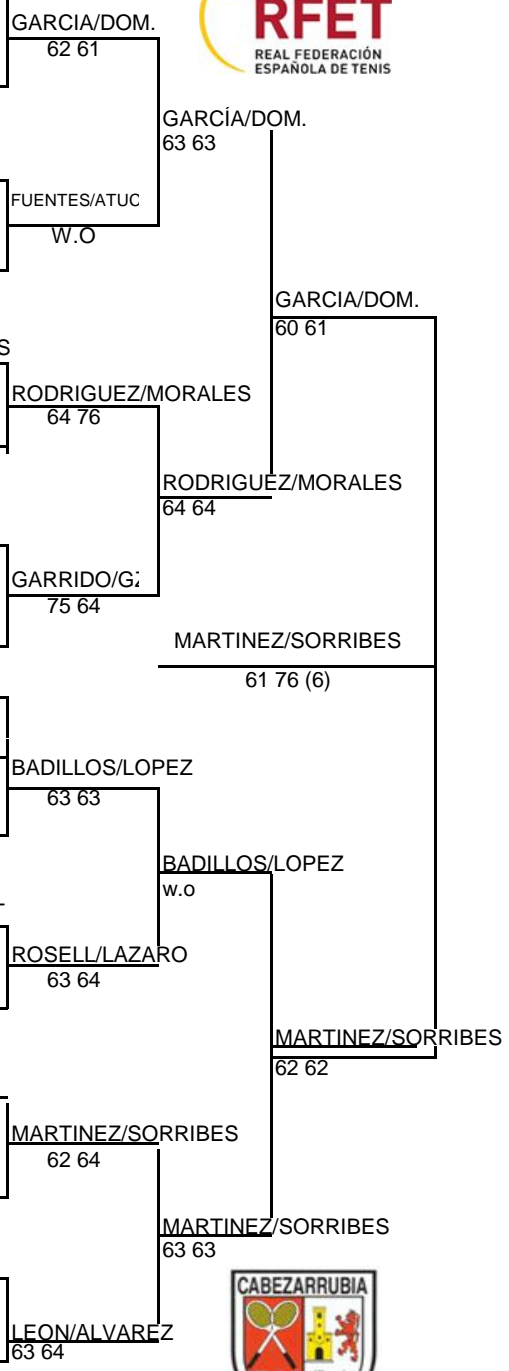 GARCIA/DOM.
62 61
RFET
REAL FEDERACIÓN
ESPAÑOLA DE TENIS
GARCÍA/DOM.
63 63
FUENTES/ATUC
W.O
GARCIA/DOM.
60 61
S
RODRIGUEZ/MORALES
64 76
RODRIGUEZ/MORALES
64 64
GARRIDO/G
75 64
MARTINEZ/SORRIBES
61 76 (6)
BADILLOS/LOPEZ
63 63
BADILLOS/LOPEZ
w.o
ROSELL/LAZARO
63 64
MARTINEZ/SORRIBES
62 62
MARTINEZ/SORRIBES
62 64
MARTINEZ/SORRIBES
63 63
CABEZARRUBIA
LEON/ALVAREZ
63 64